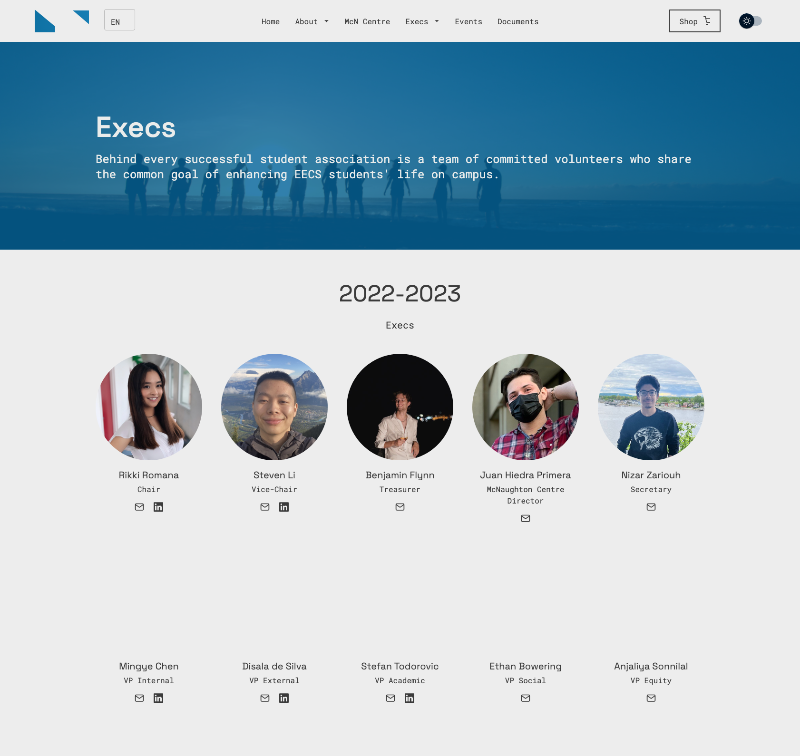 EN
Home
About
McN Centre
Execs
Events
Documents
Shop
Execs
Behind every successful student association is a team of committed volunteers who share
the common goal of enhancing EECS students' life on campus.
2022-2023
Execs
Rikki Romana
Chair
Steven Li
Vice-Chair
Benjamin Flynn
Treasurer
Juan Hiedra Primera
McNaughton Centre
Director
Nizar Zariouh
Secretary
Mingye Chen
VP Internal
Disala de Silva
VP External
Stefan Todorovic
VP Academic
Ethan Bowering
VP Social
Anjaliya Sonnilal
VP Equity